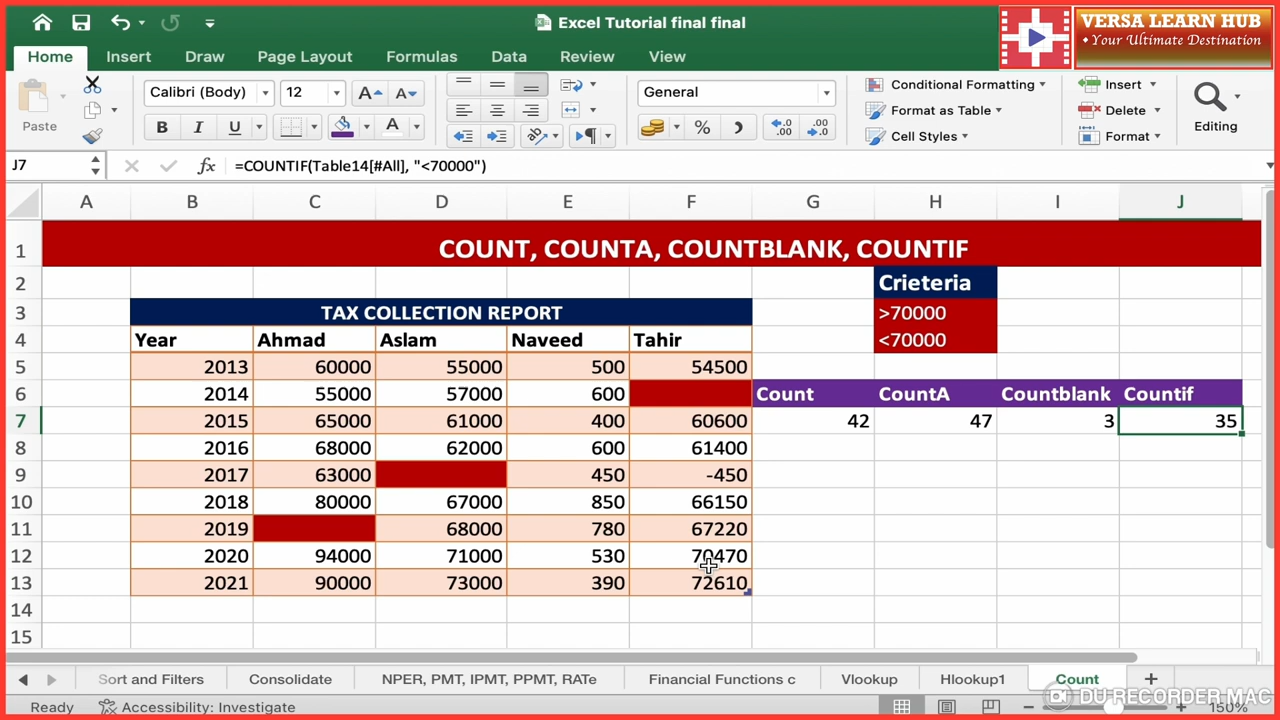 Excel Tutorial final final
VERSA LEARN HUB
• Your Ultimate Destination
Home Insert Draw Page Layout Formulas Data Review View
Paste
Calibri (Body) 12
B I U A
General
Conditional Formatting
Format as Table
Cell Styles
Insert
Delete
Format
Editing
J7 fx =COUNTIF(Table14[#All], "<70000")
A B C D E F G H I J
1 COUNT, COUNTA, COUNTBLANK, COUNTIF
2 Crieteria
3 TAX COLLECTION REPORT >70000
4 Year Ahmad Aslam Naveed Tahir <70000
5 2013 60000 55000 500 54500
6 2014 55000 57000 600 Count CountA Countblank Countif
7 2015 65000 61000 400 60600 42 47 3 35
8 2016 68000 62000 600 61400
9 2017 63000 450 -450
10 2018 80000 67000 850 66150
11 2019 68000 780 67220
12 2020 94000 71000 530 70470
13 2021 90000 73000 390 72610
14
15
Sort and Filters Consolidate NPER, PMT, IPMT, PPMT, RATe Financial Functions c Vlookup Hlookup1 Count +
Ready Accessibility: Investigate 150%
DU RECORDER MAC